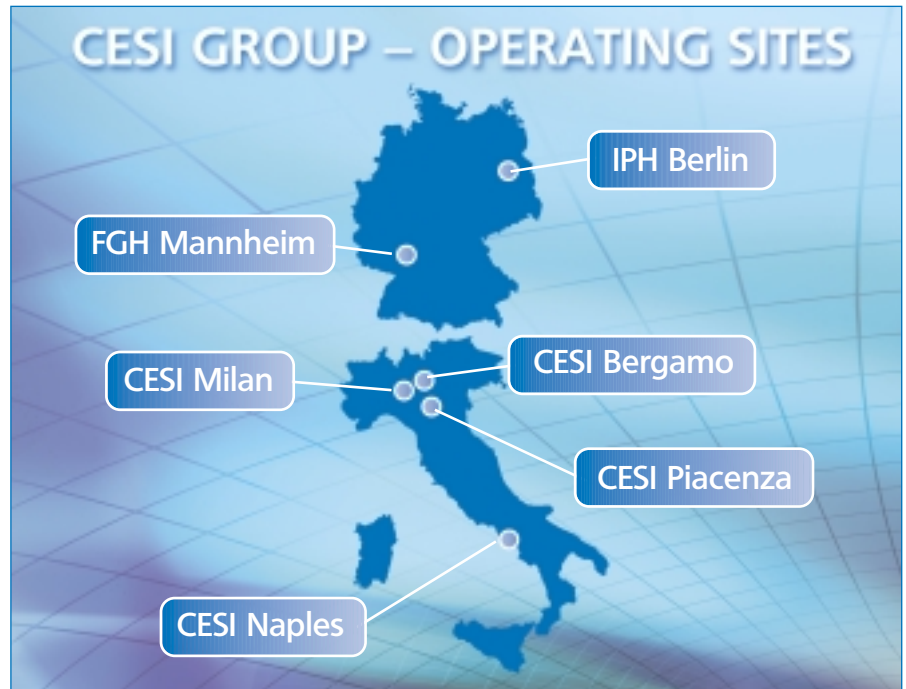 CESI GROUP – OPERATING SITES
IPH Berlin
FGH Mannheim
CESI Bergamo
CESI Milan
CESI Piacenza
CESI Naples